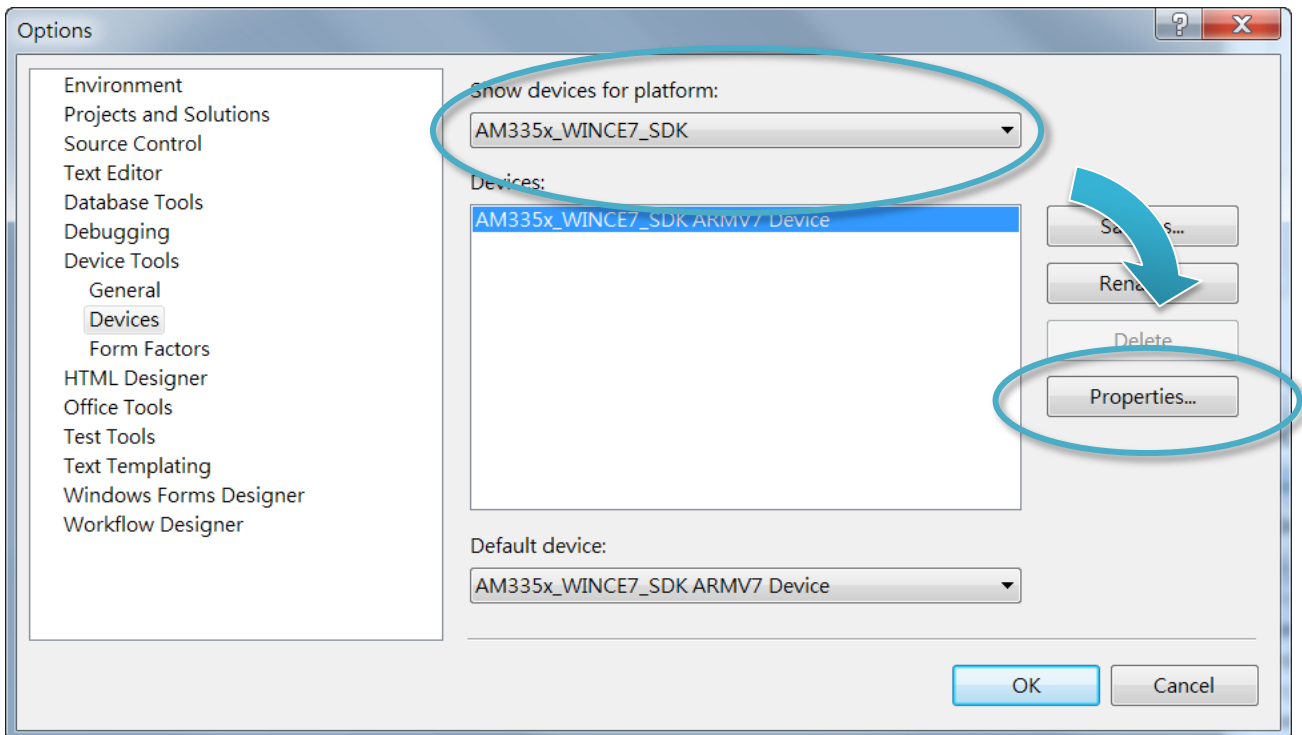 Options
Environment
Projects and Solutions
Source Control
Text Editor
Database Tools
Debugging
Device Tools
General
Devices
Form Factors
HTML Designer
Office Tools
Test Tools
Text Templating
Windows Forms Designer
Workflow Designer
Show devices for platform:
AM335x_WINCE7_SDK
Devices:
AM335x_WINCE7_SDK ARMV7 Device
Delete
Properties...
Default device:
AM335x_WINCE7_SDK ARMV7 Device
OK
Cancel